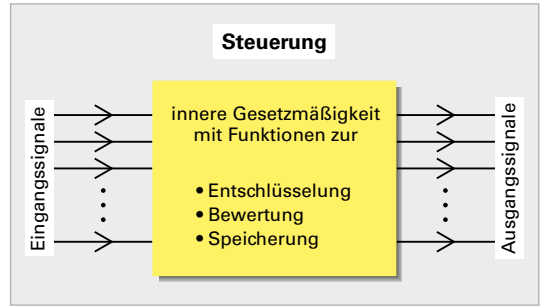 Steuerung
Eingangssignale
innere Gesetzmäßigkeit
mit Funktionen zur
• Entschlüsselung
• Bewertung
• Speicherung
Ausgangssignale